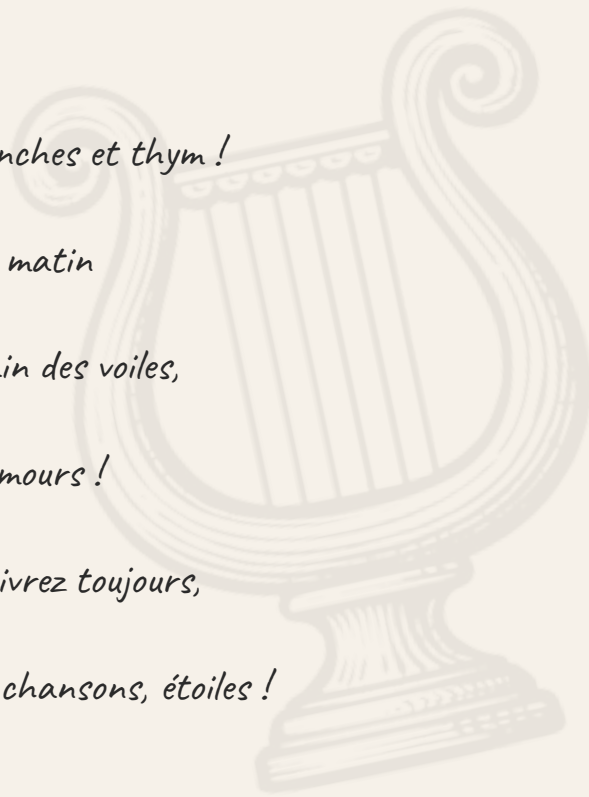 nches et thym !
matin
in des voiles,
mours !
ivrez toujours,
chansons, étoiles !